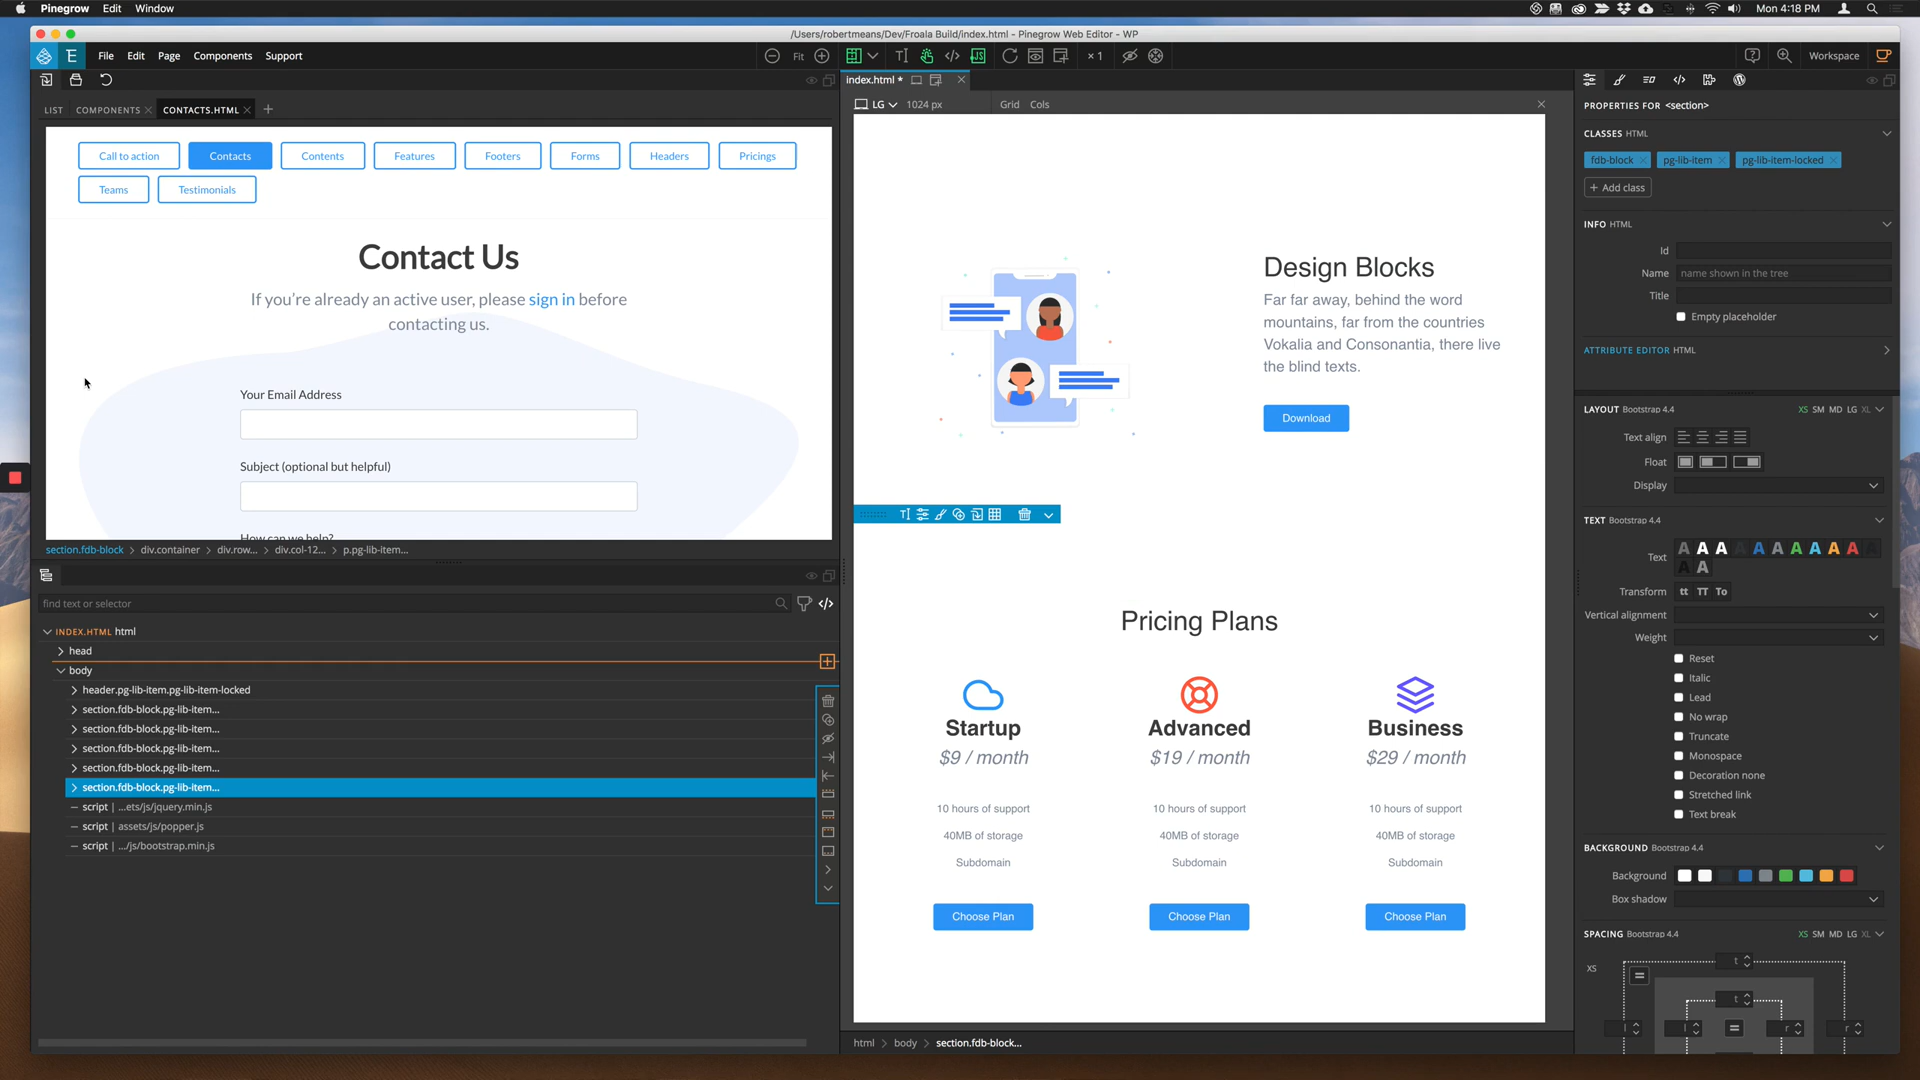 Pinegrow Edit Window
Mon 4:18 PM
/Users/robertmeans/Dev/Froala Build/index.html - Pinegrow Web Editor - WP
E File Edit Page Components Support
Fit
JS
× 1
Workspace
LIST COMPONENTS × CONTACTS.HTML × +
Call to action Contacts Contents Features Footers Forms Headers Pricings
Teams Testimonials
Contact Us
If you're already an active user, please sign in before
contacting us.
Your Email Address
Subject (optional but helpful)
How can we help?
section.fdb-block > div.container > div.row... > div.col-12... > p.pg-lib-item...
find text or selector
INDEX.HTML html
head
body
header.pg-lib-item.pg-lib-item-locked
section.fdb-block.pg-lib-item...
section.fdb-block.pg-lib-item...
section.fdb-block.pg-lib-item...
section.fdb-block.pg-lib-item...
section.fdb-block.pg-lib-item...
script | ...ets/js/jquery.min.js
script | assets/js/popper.js
script | .../js/bootstrap.min.js
index.html *
LG 1024 px Grid Cols
Design Blocks
Far far away, behind the word
mountains, far from the countries
Vokalia and Consonantia, there live
the blind texts.
Download
Pricing Plans
Startup Advanced Business
$9 / month $19 / month $29 / month
10 hours of support 10 hours of support 10 hours of support
40MB of storage 40MB of storage 40MB of storage
Subdomain Subdomain Subdomain
Choose Plan Choose Plan Choose Plan
html > body > section.fdb-block...
PROPERTIES FOR <section>
CLASSES HTML
fdb-block × pg-lib-item × pg-lib-item-locked ×
+ Add class
INFO HTML
Id
Name name shown in the tree
Title
Empty placeholder
ATTRIBUTE EDITOR HTML
LAYOUT Bootstrap 4.4 XS SM MD LG XL
Text align
Float
Display
TEXT Bootstrap 4.4
Text A A A A A A A A A A
A A
Transform tt TT To
Vertical alignment
Weight
Reset
Italic
Lead
No wrap
Truncate
Monospace
Decoration none
Stretched link
Text break
BACKGROUND Bootstrap 4.4
Background
Box shadow
SPACING Bootstrap 4.4 XS SM MD LG XL
XS t
t
l l = r r